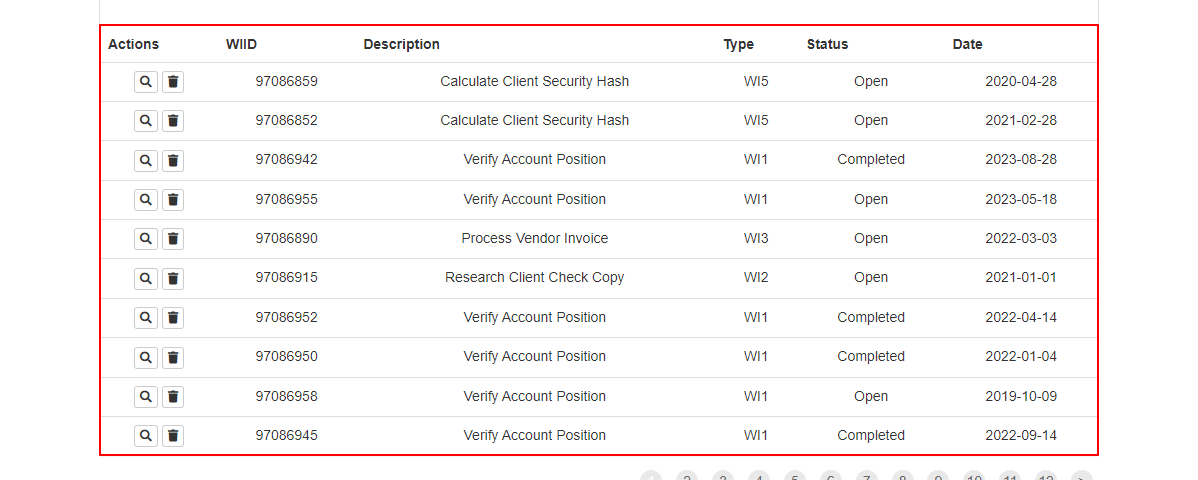 Actions WIID Description Type Status Date
97086859 Calculate Client Security Hash WI5 Open 2020-04-28
97086852 Calculate Client Security Hash WI5 Open 2021-02-28
97086942 Verify Account Position WI1 Completed 2023-08-28
97086955 Verify Account Position WI1 Open 2023-05-18
97086890 Process Vendor Invoice WI3 Open 2022-03-03
97086915 Research Client Check Copy WI2 Open 2021-01-01
97086952 Verify Account Position WI1 Completed 2022-04-14
97086950 Verify Account Position WI1 Completed 2022-01-04
97086958 Verify Account Position WI1 Open 2019-10-09
97086945 Verify Account Position WI1 Completed 2022-09-14
1 2 3 4 5 6 7 8 9 10 11 12 >